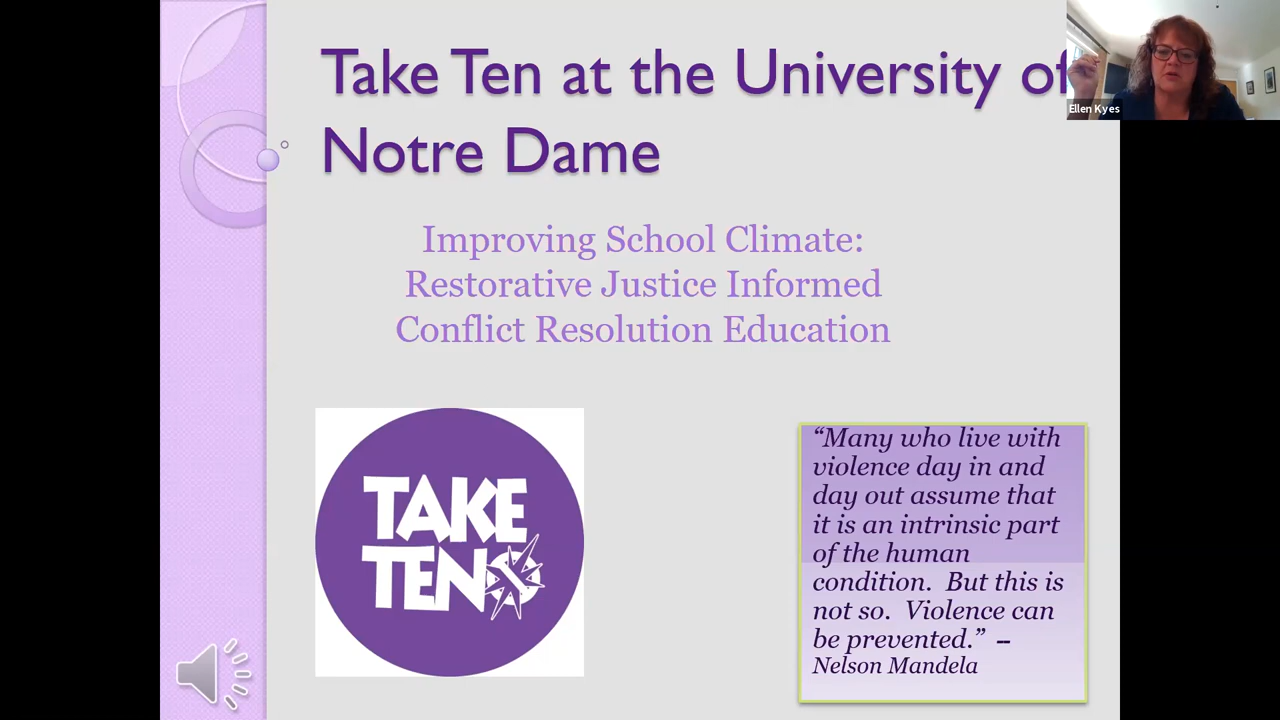 Take Ten at the University of
Notre Dame
Ellen Kyes
Improving School Climate:
Restorative Justice Informed
Conflict Resolution Education
TAKE
TEN
“Many who live with
violence day in and
day out assume that
it is an intrinsic part
of the human
condition.  But this is
not so.  Violence can
be prevented.”  --
Nelson Mandela